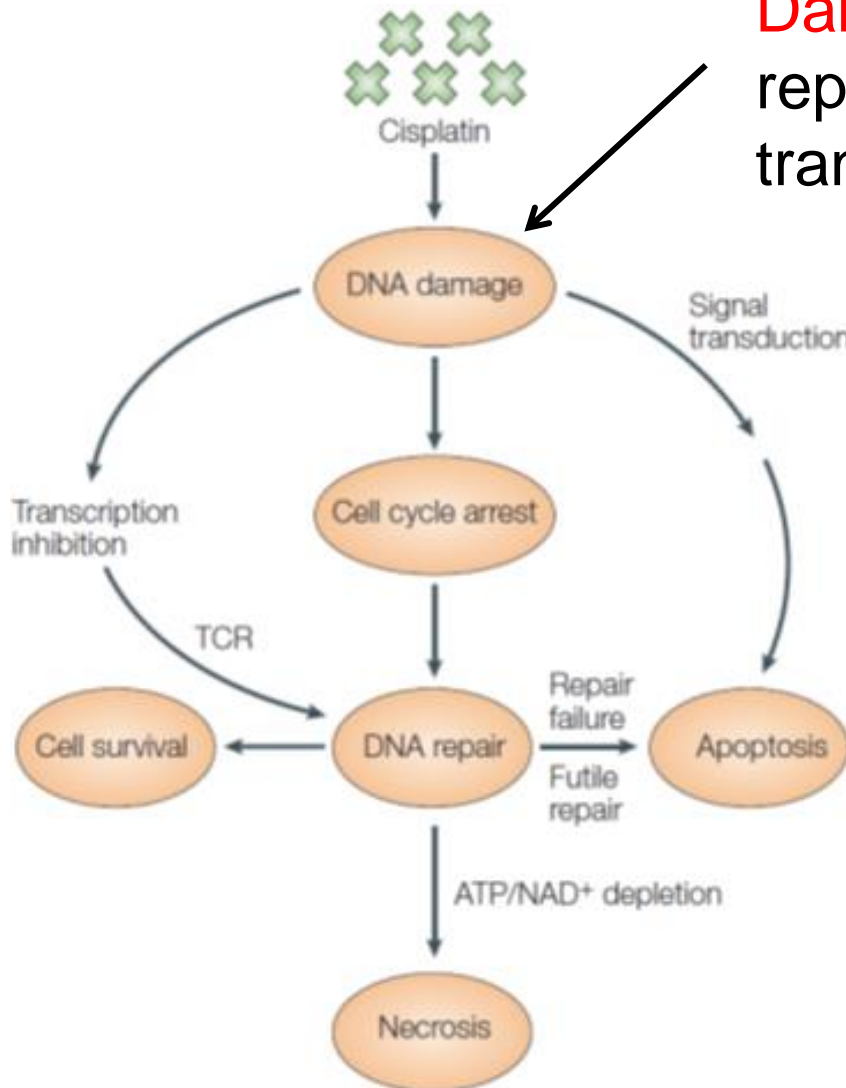 Cisplatin
DNA damage
Signal
transduction
Cell cycle arrest
Transcription
inhibition
TCR
Repair
failure
Cell survival
DNA repair
Apoptosis
Futile
repair
ATP/NAD+ depletion
Necrosis